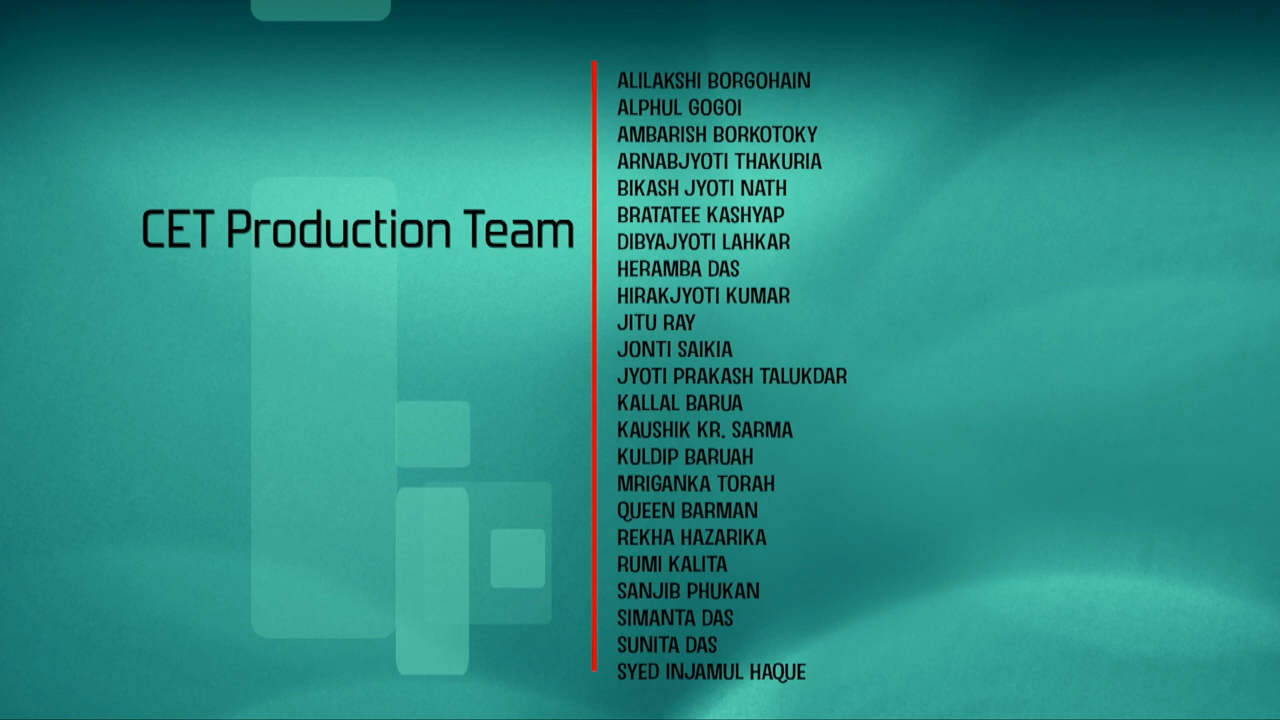 CET Production Team
ALILAKSHI BORGOHAIN
ALPHUL GOGOI
AMBARISH BORKOTOKY
ARNABJYOTI THAKURIA
BIKASH JYOTI NATH
BRATATEE KASHYAP
DIBYAJYOTI LAHKAR
HERAMBA DAS
HIRAKJYOTI KUMAR
JITU RAY
JONTI SAIKIA
JYOTI PRAKASH TALUKDAR
KALLAL BARUA
KAUSHIK KR. SARMA
KULDIP BARUAH
MRIGANKA TORAH
QUEEN BARMAN
REKHA HAZARIKA
RUMI KALITA
SANJIB PHUKAN
SIMANTA DAS
SUNITA DAS
SYED INJAMUL HAQUE